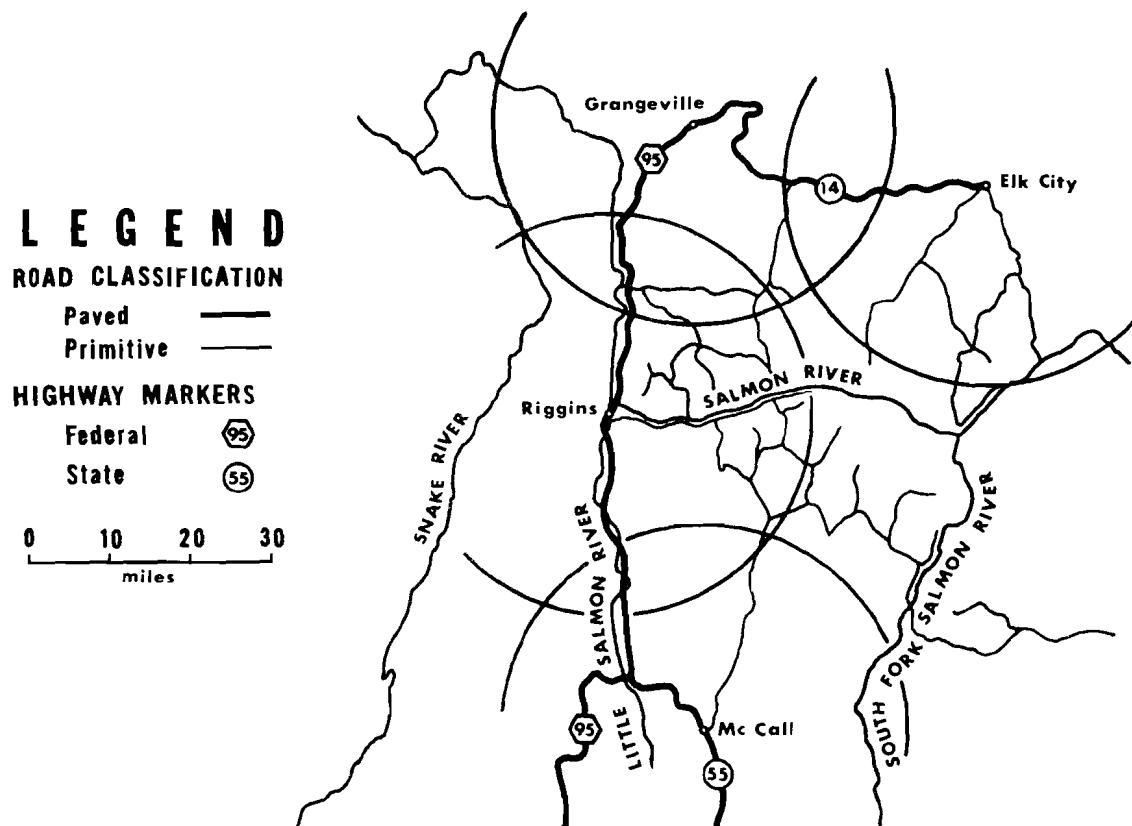 LEGEND
ROAD CLASSIFICATION
Paved
Primitive
HIGHWAY MARKERS
Federal 95
State 55
0 10 20 30
miles
Grangeville
95
14
Elk City
SALMON RIVER
Riggins
SNAKE RIVER
LITTLE SALMON RIVER
SOUTH FORK SALMON RIVER
95
Mc Call
55